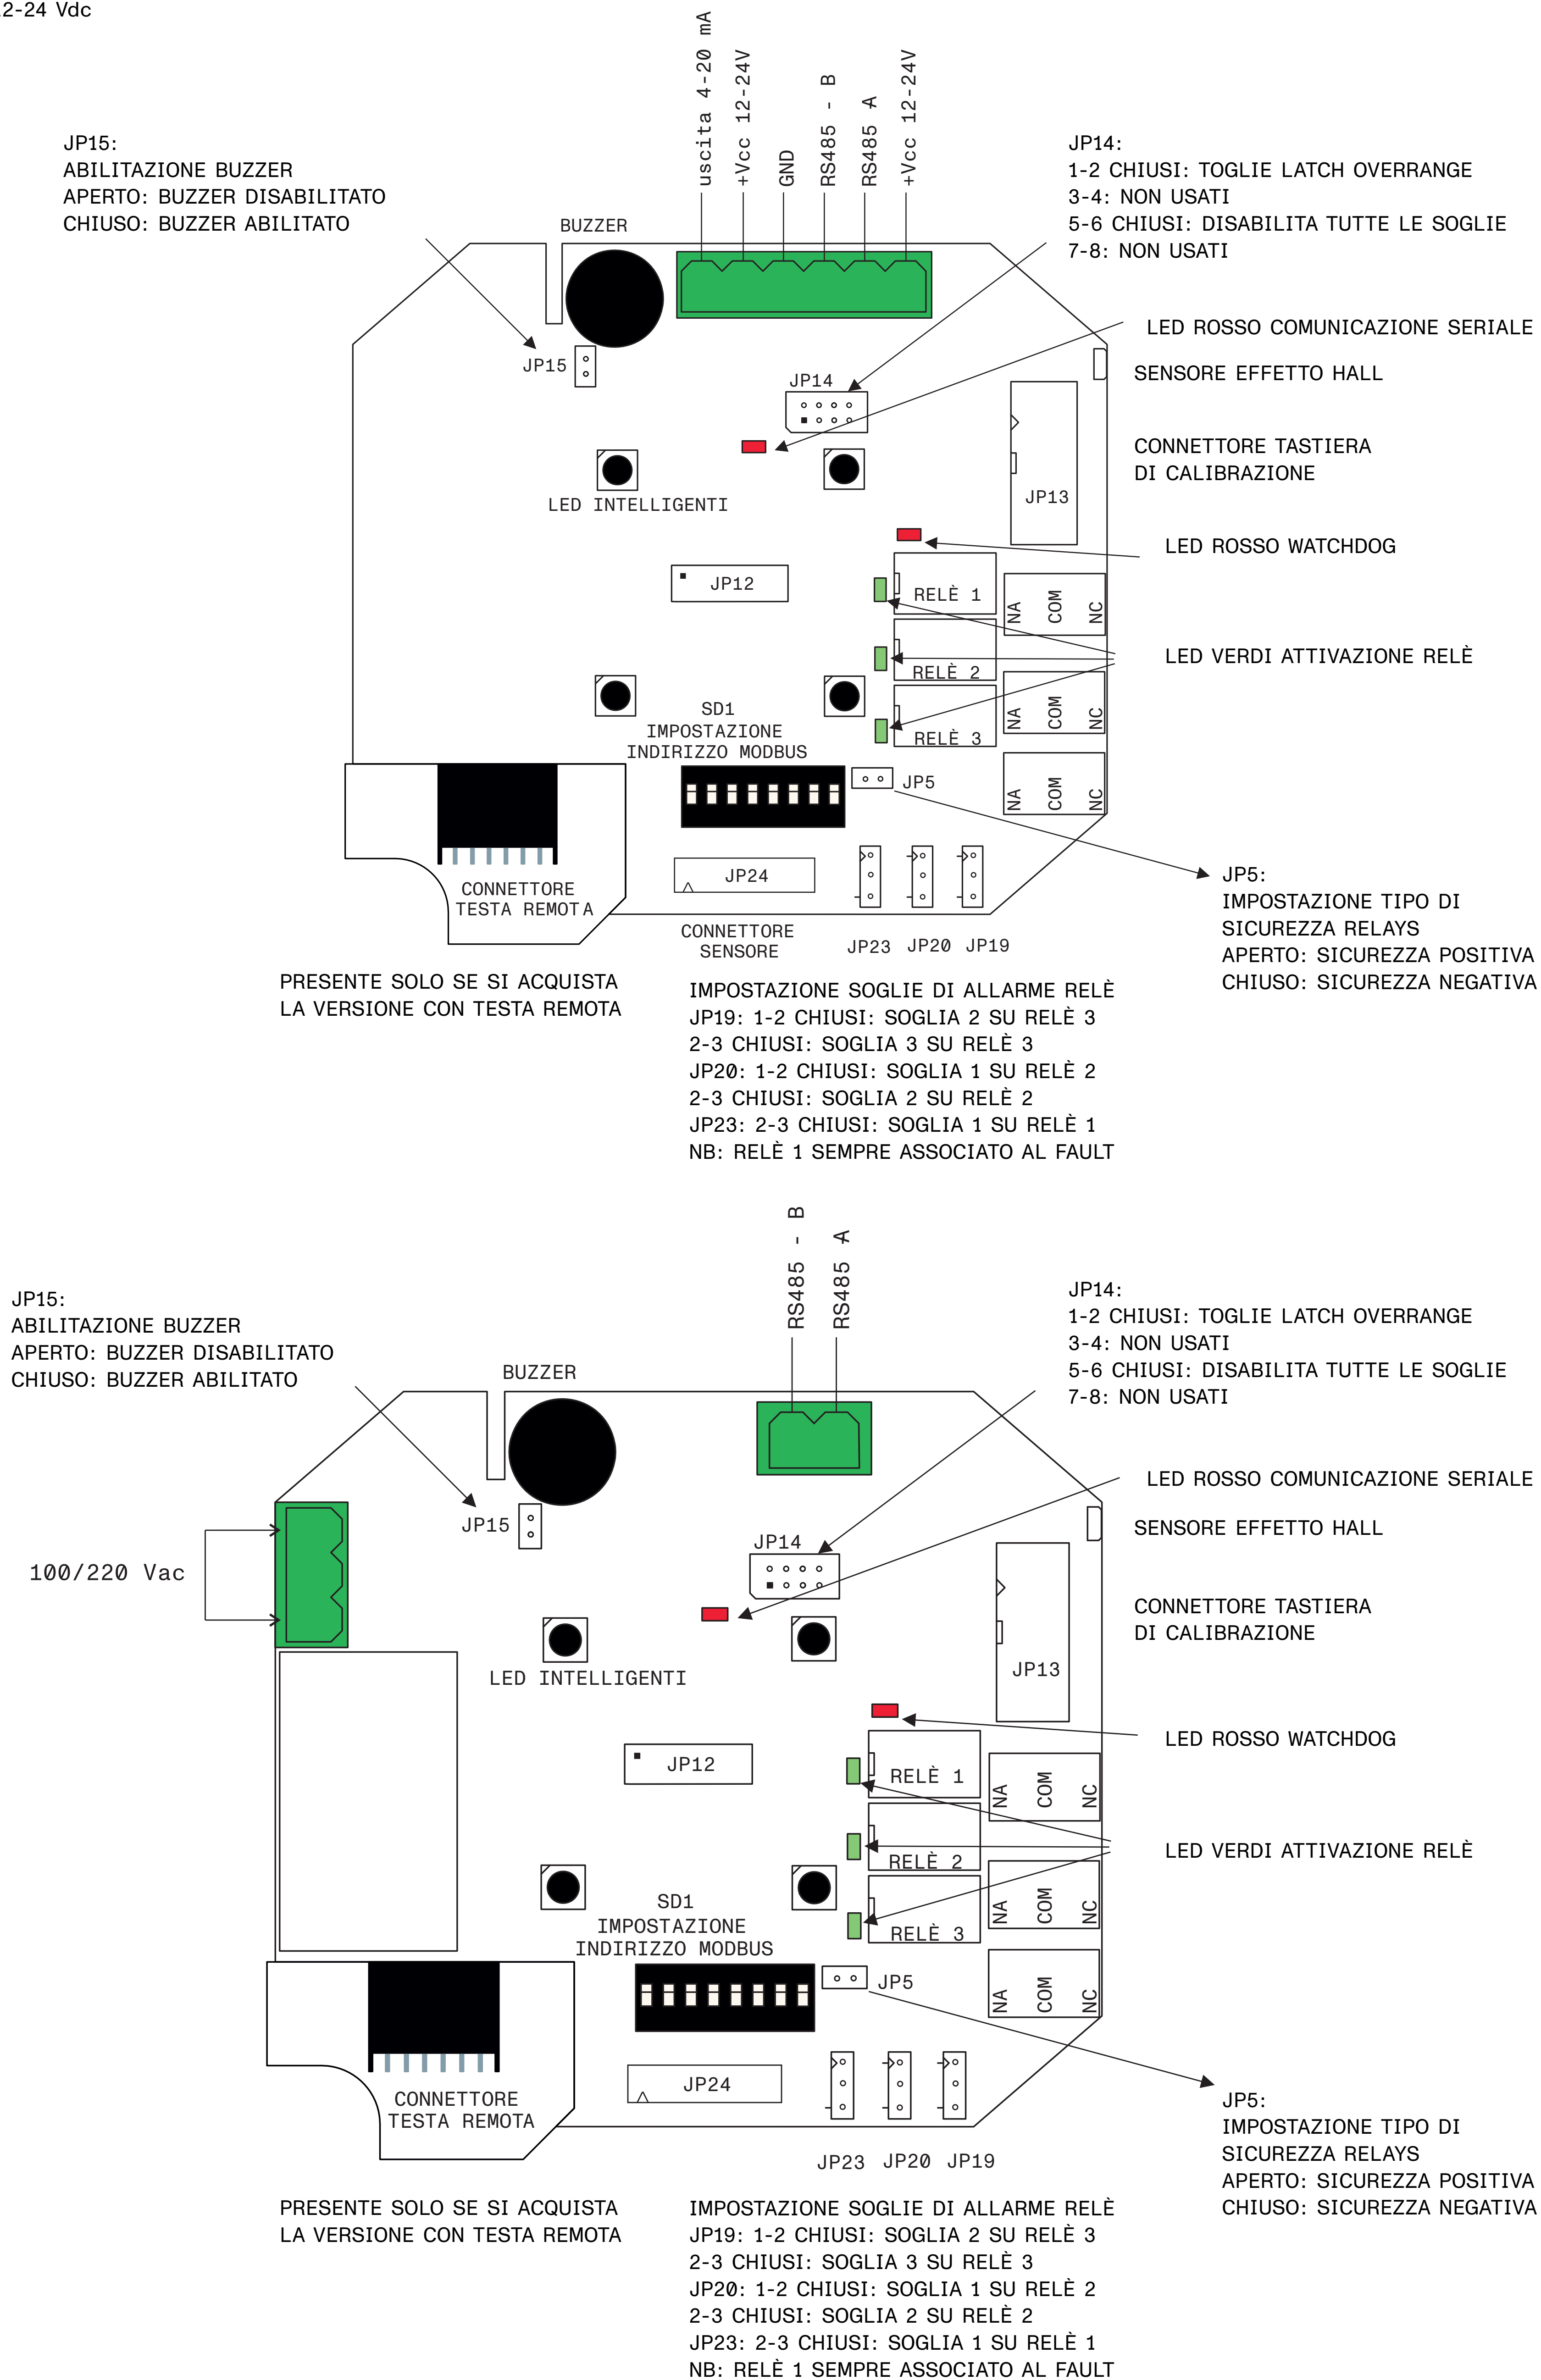 2-24 Vdc
uscita 4-20 mA
+Vcc 12-24V
GND
RS485 - B
RS485 A
+Vcc 12-24V
JP15:
ABILITAZIONE BUZZER
APERTO: BUZZER DISABILITATO
CHIUSO: BUZZER ABILITATO
JP14:
1-2 CHIUSI: TOGLIE LATCH OVERRANGE
3-4: NON USATI
5-6 CHIUSI: DISABILITA TUTTE LE SOGLIE
7-8: NON USATI
BUZZER
LED ROSSO COMUNICAZIONE SERIALE
JP15
SENSORE EFFETTO HALL
JP14
CONNETTORE TASTIERA
DI CALIBRAZIONE
JP13
LED INTELLIGENTI
LED ROSSO WATCHDOG
JP12
RELÈ 1
NA COM NC
LED VERDI ATTIVAZIONE RELÈ
RELÈ 2
NA COM NC
SD1
IMPOSTAZIONE
INDIRIZZO MODBUS
RELÈ 3
JP5
NA COM NC
JP24
CONNETTORE
TESTA REMOTA
JP5:
IMPOSTAZIONE TIPO DI
SICUREZZA RELAYS
APERTO: SICUREZZA POSITIVA
CHIUSO: SICUREZZA NEGATIVA
CONNETTORE
SENSORE
JP23 JP20 JP19
PRESENTE SOLO SE SI ACQUISTA
LA VERSIONE CON TESTA REMOTA
IMPOSTAZIONE SOGLIE DI ALLARME RELÈ
JP19: 1-2 CHIUSI: SOGLIA 2 SU RELÈ 3
2-3 CHIUSI: SOGLIA 3 SU RELÈ 3
JP20: 1-2 CHIUSI: SOGLIA 1 SU RELÈ 2
2-3 CHIUSI: SOGLIA 2 SU RELÈ 2
JP23: 2-3 CHIUSI: SOGLIA 1 SU RELÈ 1
NB: RELÈ 1 SEMPRE ASSOCIATO AL FAULT
RS485 - B
RS485 A
JP15:
ABILITAZIONE BUZZER
APERTO: BUZZER DISABILITATO
CHIUSO: BUZZER ABILITATO
JP14:
1-2 CHIUSI: TOGLIE LATCH OVERRANGE
3-4: NON USATI
5-6 CHIUSI: DISABILITA TUTTE LE SOGLIE
7-8: NON USATI
BUZZER
LED ROSSO COMUNICAZIONE SERIALE
JP15
SENSORE EFFETTO HALL
JP14
100/220 Vac
CONNETTORE TASTIERA
DI CALIBRAZIONE
JP13
LED INTELLIGENTI
LED ROSSO WATCHDOG
JP12
RELÈ 1
NA COM NC
LED VERDI ATTIVAZIONE RELÈ
RELÈ 2
NA COM NC
SD1
IMPOSTAZIONE
INDIRIZZO MODBUS
RELÈ 3
JP5
NA COM NC
JP24
CONNETTORE
TESTA REMOTA
JP5:
IMPOSTAZIONE TIPO DI
SICUREZZA RELAYS
APERTO: SICUREZZA POSITIVA
CHIUSO: SICUREZZA NEGATIVA
JP23 JP20 JP19
PRESENTE SOLO SE SI ACQUISTA
LA VERSIONE CON TESTA REMOTA
IMPOSTAZIONE SOGLIE DI ALLARME RELÈ
JP19: 1-2 CHIUSI: SOGLIA 2 SU RELÈ 3
2-3 CHIUSI: SOGLIA 3 SU RELÈ 3
JP20: 1-2 CHIUSI: SOGLIA 1 SU RELÈ 2
2-3 CHIUSI: SOGLIA 2 SU RELÈ 2
JP23: 2-3 CHIUSI: SOGLIA 1 SU RELÈ 1
NB: RELÈ 1 SEMPRE ASSOCIATO AL FAULT